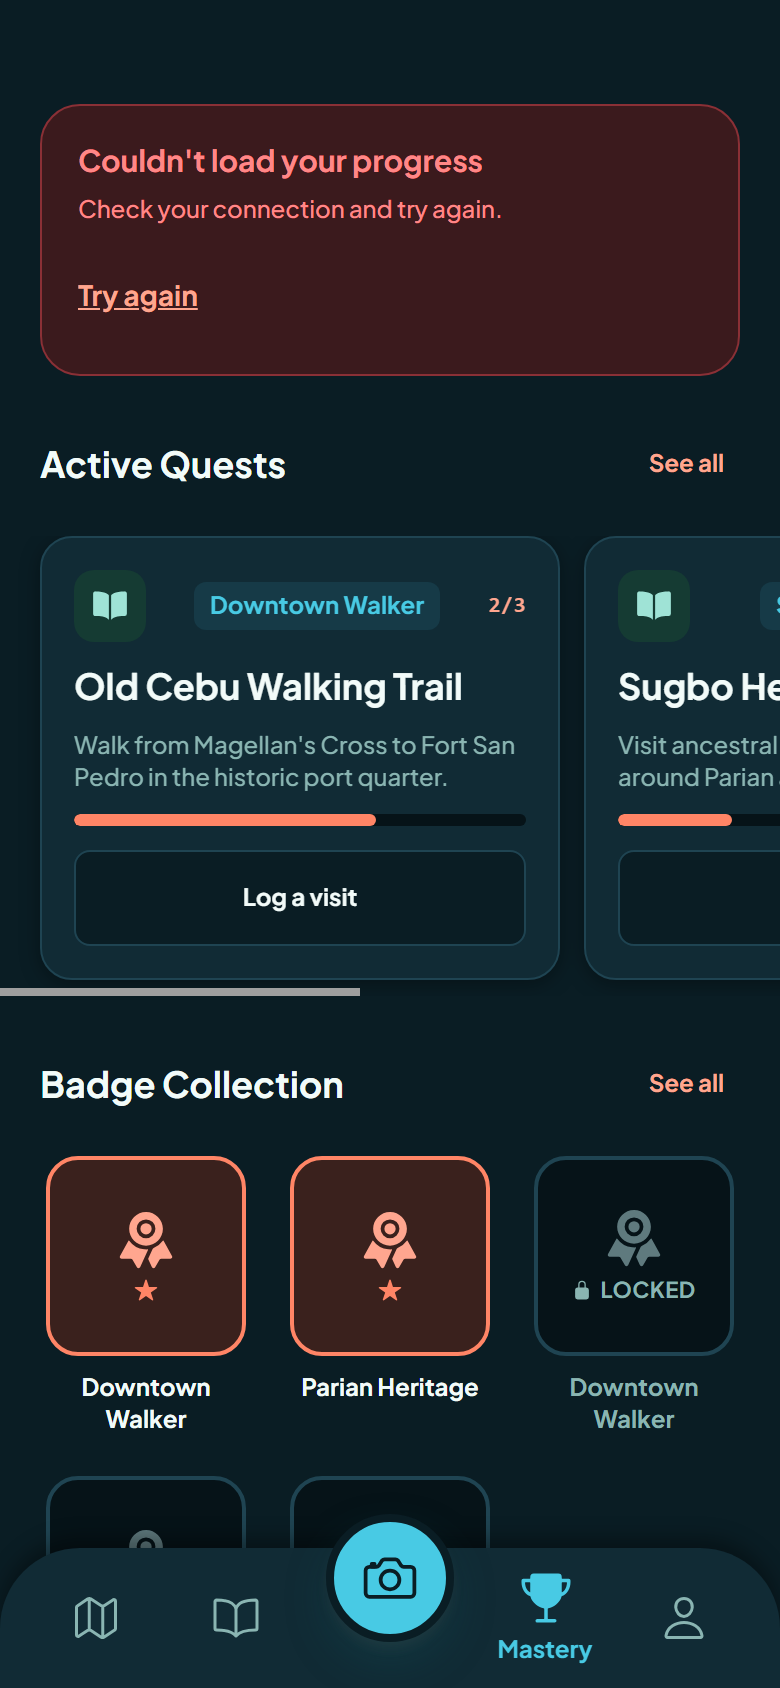 Couldn't load your progress
Check your connection and try again.
Try again
Active Quests
See all
Downtown Walker
2/3
Old Cebu Walking Trail
Walk from Magellan's Cross to Fort San
Pedro in the historic port quarter.
Log a visit
Sugbo He
Visit ancestral
around Parian
Badge Collection
See all
LOCKED
Downtown
Walker
Parian Heritage
Downtown
Walker
Mastery